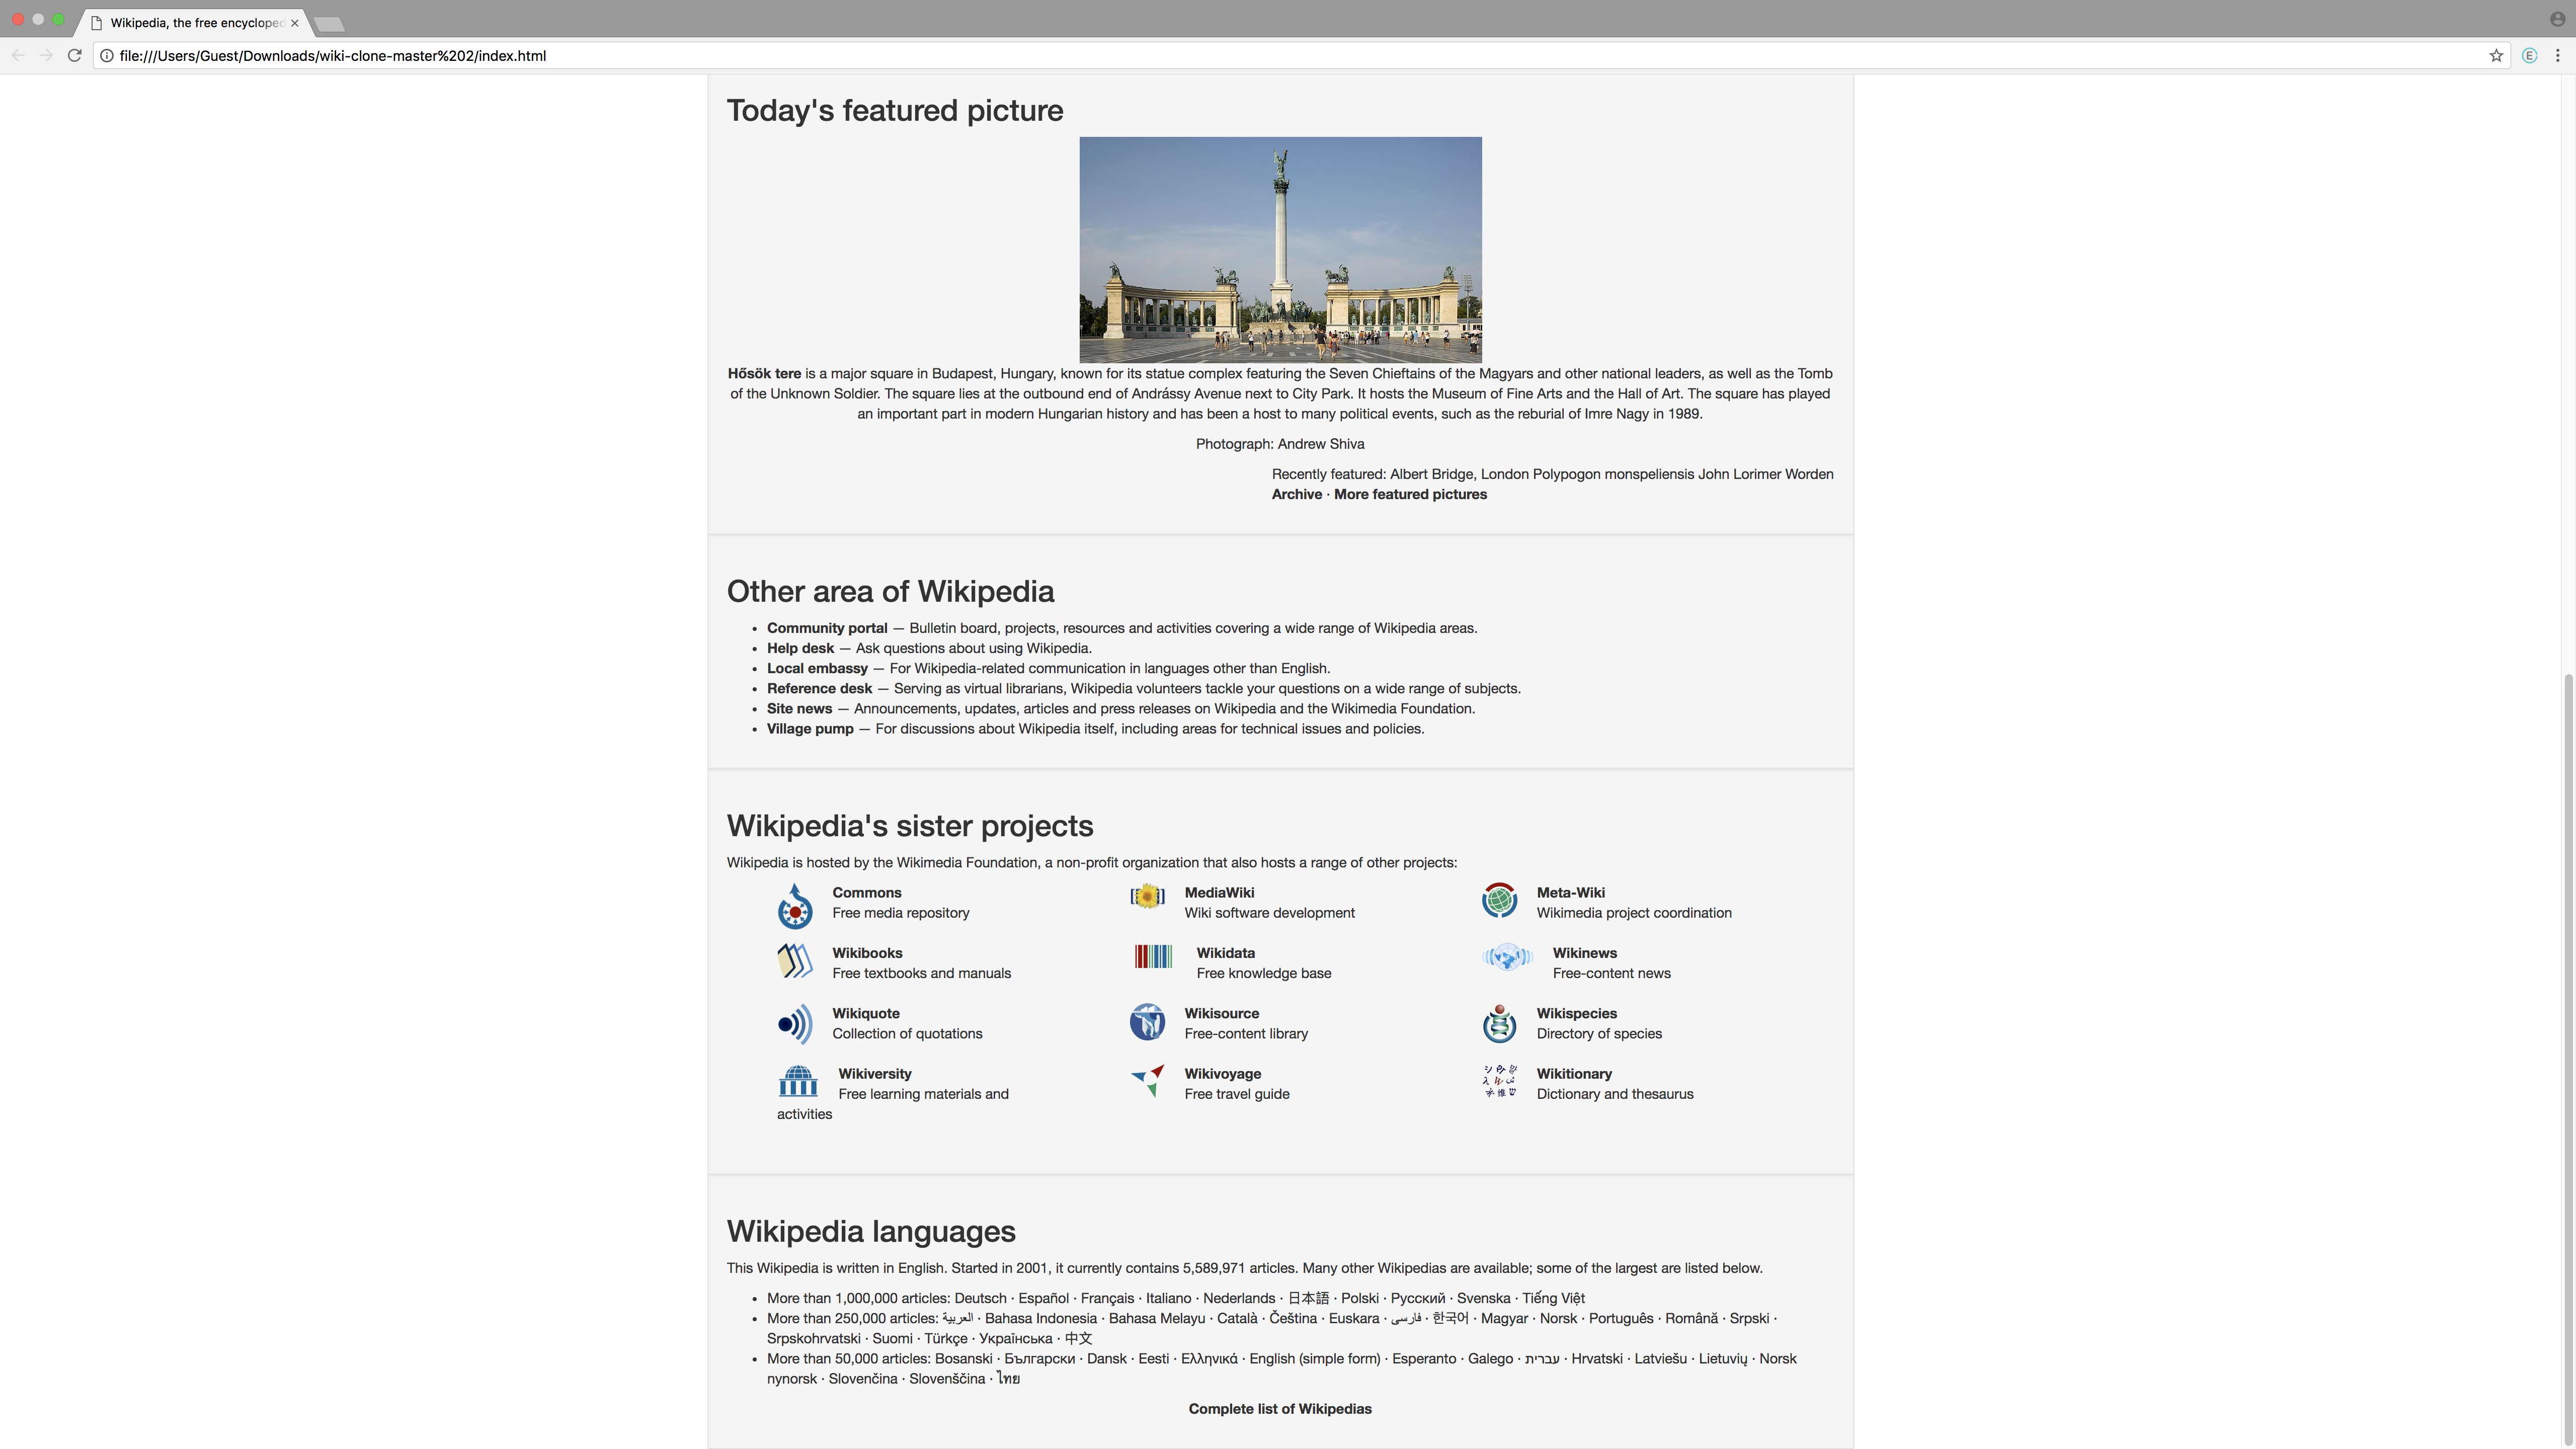 Wikipedia, the free encycloped
file:///Users/Guest/Downloads/wiki-clone-master%202/index.html
Today's featured picture
Hősök tere is a major square in Budapest, Hungary, known for its statue complex featuring the Seven Chieftains of the Magyars and other national leaders, as well as the Tomb
of the Unknown Soldier. The square lies at the outbound end of Andrássy Avenue next to City Park. It hosts the Museum of Fine Arts and the Hall of Art. The square has played
an important part in modern Hungarian history and has been a host to many political events, such as the reburial of Imre Nagy in 1989.
Photograph: Andrew Shiva
Recently featured: Albert Bridge, London Polypogon monspeliensis John Lorimer Worden
Archive · More featured pictures
Other area of Wikipedia
• Community portal — Bulletin board, projects, resources and activities covering a wide range of Wikipedia areas.
• Help desk — Ask questions about using Wikipedia.
• Local embassy — For Wikipedia-related communication in languages other than English.
• Reference desk — Serving as virtual librarians, Wikipedia volunteers tackle your questions on a wide range of subjects.
• Site news — Announcements, updates, articles and press releases on Wikipedia and the Wikimedia Foundation.
• Village pump — For discussions about Wikipedia itself, including areas for technical issues and policies.
Wikipedia's sister projects
Wikipedia is hosted by the Wikimedia Foundation, a non-profit organization that also hosts a range of other projects:
Commons
Free media repository
MediaWiki
Wiki software development
Meta-Wiki
Wikimedia project coordination
Wikibooks
Free textbooks and manuals
Wikidata
Free knowledge base
Wikinews
Free-content news
Wikiquote
Collection of quotations
Wikisource
Free-content library
Wikispecies
Directory of species
Wikiversity
Free learning materials and
activities
Wikivoyage
Free travel guide
Wikitionary
Dictionary and thesaurus
Wikipedia languages
This Wikipedia is written in English. Started in 2001, it currently contains 5,589,971 articles. Many other Wikipedias are available; some of the largest are listed below.
• More than 1,000,000 articles: Deutsch · Español · Français · Italiano · Nederlands · 日本語 · Polski · Русский · Svenska · Tiếng Việt
• More than 250,000 articles: العربية · Bahasa Indonesia · Bahasa Melayu · Català · Čeština · Euskara · فارسی · 한국어 · Magyar · Norsk · Português · Română · Srpski ·
Srpskohrvatski · Suomi · Türkçe · Українська · 中文
• More than 50,000 articles: Bosanski · Български · Dansk · Eesti · Ελληνικά · English (simple form) · Esperanto · Galego · עברית · Hrvatski · Latviešu · Lietuvių · Norsk
nynorsk · Slovenčina · Slovenščina · ไทย
Complete list of Wikipedias